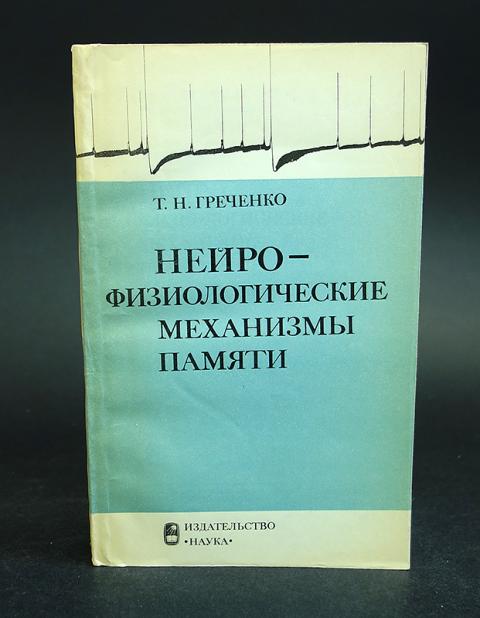 Т. Н. ГРЕЧЕНКО
НЕЙРО–
ФИЗИОЛОГИЧЕСКИЕ
МЕХАНИЗМЫ
ПАМЯТИ
ИЗДАТЕЛЬСТВО
•НАУКА•